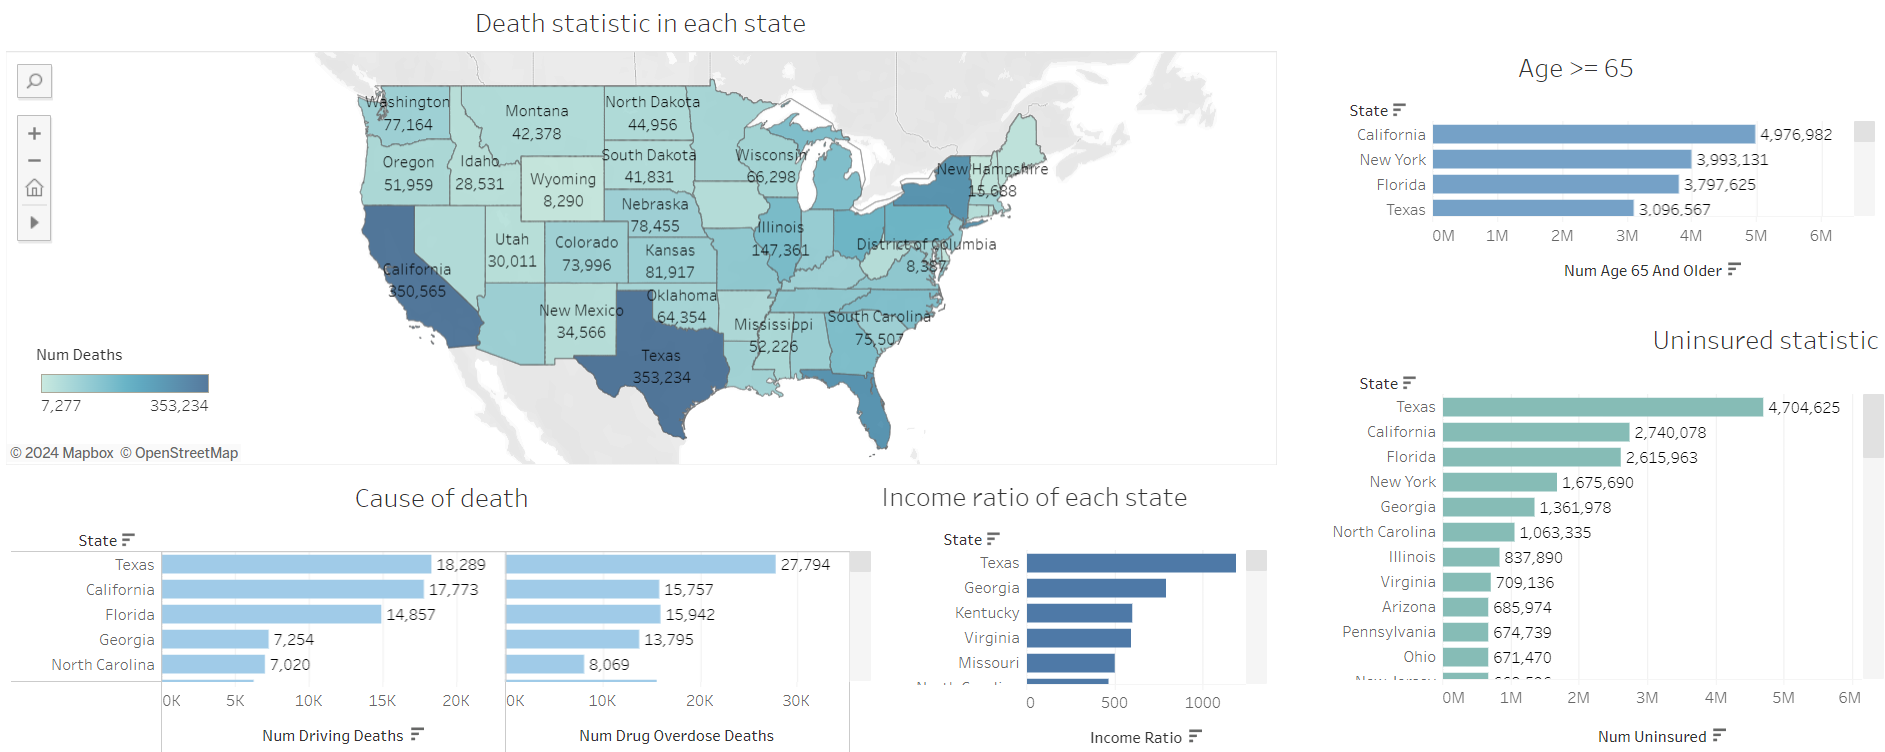 Death statistic in each state
Washington
77,164
Montana
42,378
North Dakota
44,956
Oregon
51,959
Idaho
28,531
Wyoming
8,290
South Dakota
41,831
Wisconsin
66,298
New Hampshire
15,688
Nebraska
78,455
Utah
30,011
Colorado
73,996
Kansas
81,917
Illinois
147,361
District of Columbia
8,387
California
350,565
New Mexico
34,566
Oklahoma
64,354
Mississippi
52,226
South Carolina
75,507
Texas
353,234
Num Deaths
7,277 353,234
© 2024 Mapbox © OpenStreetMap
Age >= 65
State
California 4,976,982
New York 3,993,131
Florida 3,797,625
Texas 3,096,567
0M 1M 2M 3M 4M 5M 6M
Num Age 65 And Older
Uninsured statistic
State
Texas 4,704,625
California 2,740,078
Florida 2,615,963
New York 1,675,690
Georgia 1,361,978
North Carolina 1,063,335
Illinois 837,890
Virginia 709,136
Arizona 685,974
Pennsylvania 674,739
Ohio 671,470
0M 1M 2M 3M 4M 5M 6M
Num Uninsured
Cause of death
State
Texas 18,289 27,794
California 17,773 15,757
Florida 14,857 15,942
Georgia 7,254 13,795
North Carolina 7,020 8,069
0K 5K 10K 15K 20K 0K 10K 20K 30K
Num Driving Deaths Num Drug Overdose Deaths
Income ratio of each state
State
Texas
Georgia
Kentucky
Virginia
Missouri
0 500 1000
Income Ratio